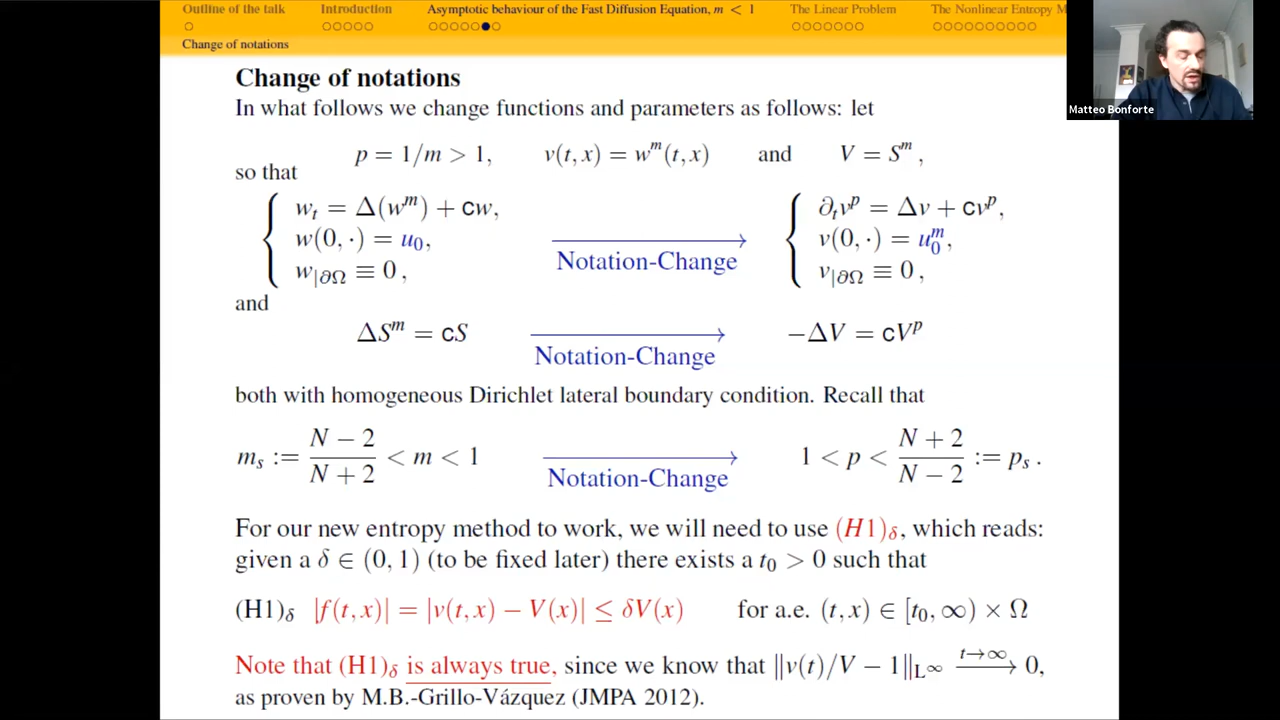 Outline of the talk Introduction Asymptotic behaviour of the Fast Diffusion Equation, m < 1 The Linear Problem The Nonlinear Entropy M
Change of notations
Matteo Bonforte
Change of notations
In what follows we change functions and parameters as follows: let
p = 1/m > 1, v(t, x) = w^m(t, x) and V = S^m,
so that
{ w_t = Δ(w^m) + cw, ∂_t v^p = Δv + cv^p,
w(0, ·) = u_0, v(0, ·) = u_0^m,
w_{|∂Ω} ≡ 0, v_{|∂Ω} ≡ 0,
Notation-Change
and
ΔS^m = cS −ΔV = cV^p
Notation-Change
both with homogeneous Dirichlet lateral boundary condition. Recall that
m_s := (N − 2)/(N + 2) < m < 1 1 < p < (N + 2)/(N − 2) := p_s.
Notation-Change
For our new entropy method to work, we will need to use (H1)_δ, which reads:
given a δ ∈ (0, 1) (to be fixed later) there exists a t_0 > 0 such that
(H1)_δ |f(t, x)| = |v(t, x) − V(x)| ≤ δV(x) for a.e. (t, x) ∈ [t_0, ∞) × Ω
Note that (H1)_δ is always true, since we know that ‖v(t)/V − 1‖_{L^∞} → 0, t→∞
as proven by M.B.-Grillo-Vázquez (JMPA 2012).